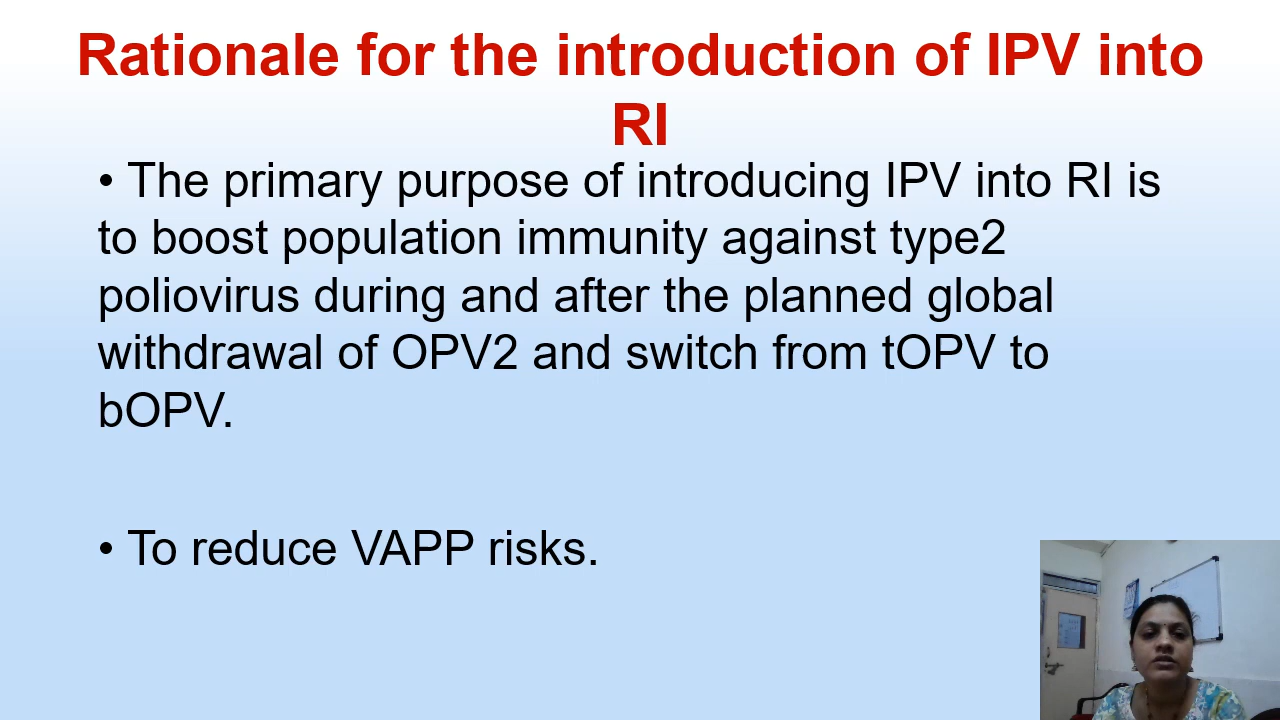 Rationale for the introduction of IPV into
RI
• The primary purpose of introducing IPV into RI is
to boost population immunity against type2
poliovirus during and after the planned global
withdrawal of OPV2 and switch from tOPV to
bOPV.
• To reduce VAPP risks.